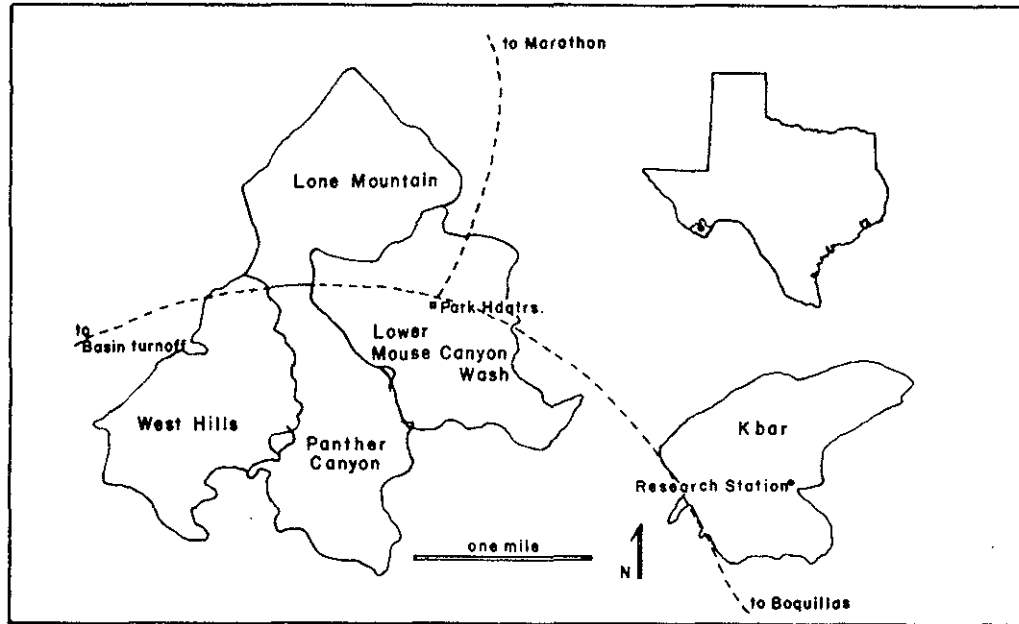 to Marathon
Lone Mountain
Park Hdqtrs.
to
Basin turnoff
Lower
Mouse Canyon
Wash
West Hills
Panther
Canyon
Kbar
Research Station
one mile
N
to Boquillas